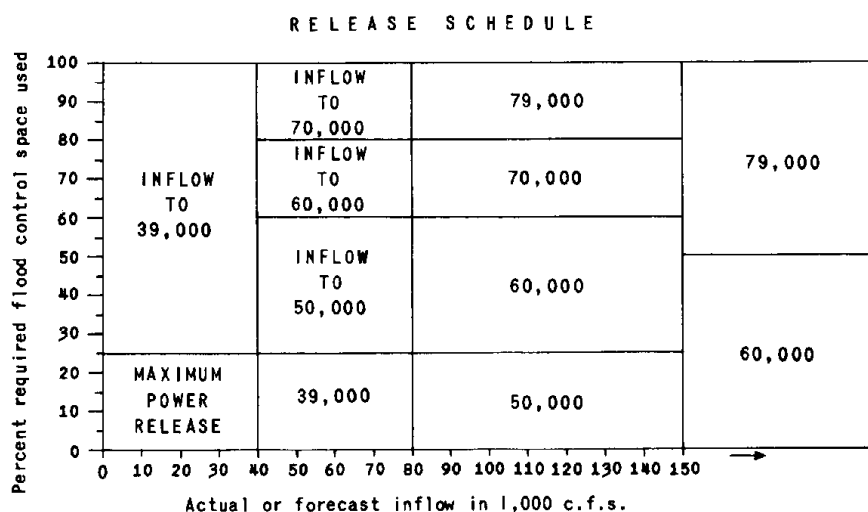 RELEASE SCHEDULE
Percent required flood control space used
100
90
80
70
60
50
40
30
20
10
0
INFLOW
TO
39,000
MAXIMUM
POWER
RELEASE
INFLOW
TO
70,000
INFLOW
TO
60,000
INFLOW
TO
50,000
39,000
79,000
70,000
60,000
50,000
79,000
60,000
0 10 20 30 40 50 60 70 80 90 100 110 120 130 140 150
Actual or forecast inflow in 1,000 c.f.s.